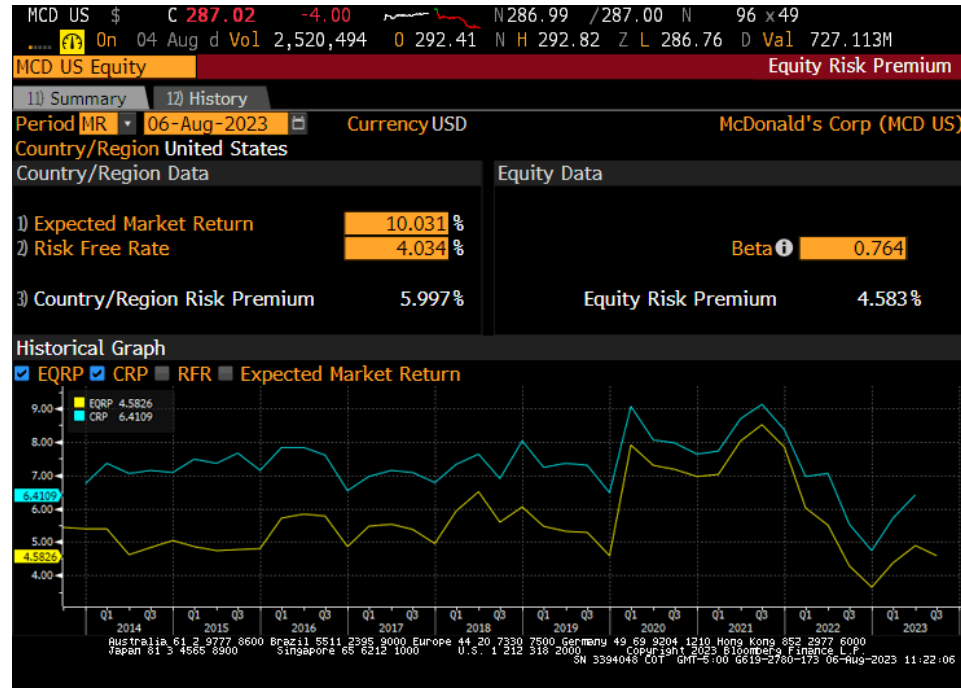 MCD US $ C 287.02 -4.00 N286.99 /287.00 N 96 x49
On 04 Aug d Vol 2,520,494 O 292.41 N H 292.82 Z L 286.76 D Val 727.113M
MCD US Equity Equity Risk Premium
11) Summary 12) History
Period MR 06-Aug-2023 Currency USD McDonald's Corp (MCD US)
Country/Region United States
Country/Region Data Equity Data
1) Expected Market Return 10.031 %
2) Risk Free Rate 4.034 % Beta 0.764
3) Country/Region Risk Premium 5.997% Equity Risk Premium 4.583%
Historical Graph
EQRP CRP RFR Expected Market Return
EQRP 4.5826
CRP 6.4109
9.00
8.00
7.00
6.4109
6.00
5.00
4.5826
4.00
Q1 Q3 Q1 Q3 Q1 Q3 Q1 Q3 Q1 Q3 Q1 Q3 Q1 Q3 Q1 Q3 Q1 Q3 Q1 Q3
2014 2015 2016 2017 2018 2019 2020 2021 2022 2023
Australia 61 2 9777 8600 Brazil 5511 2395 9000 Europe 44 20 7330 7500 Germany 49 69 9204 1210 Hong Kong 852 2977 6000
Japan 81 3 4565 8900 Singapore 65 6212 1000 U.S. 1 212 318 2000 Copyright 2023 Bloomberg Finance L.P.
SN 3394048 COT GMT-5:00 G619-2780-173 06-Aug-2023 11:22:06